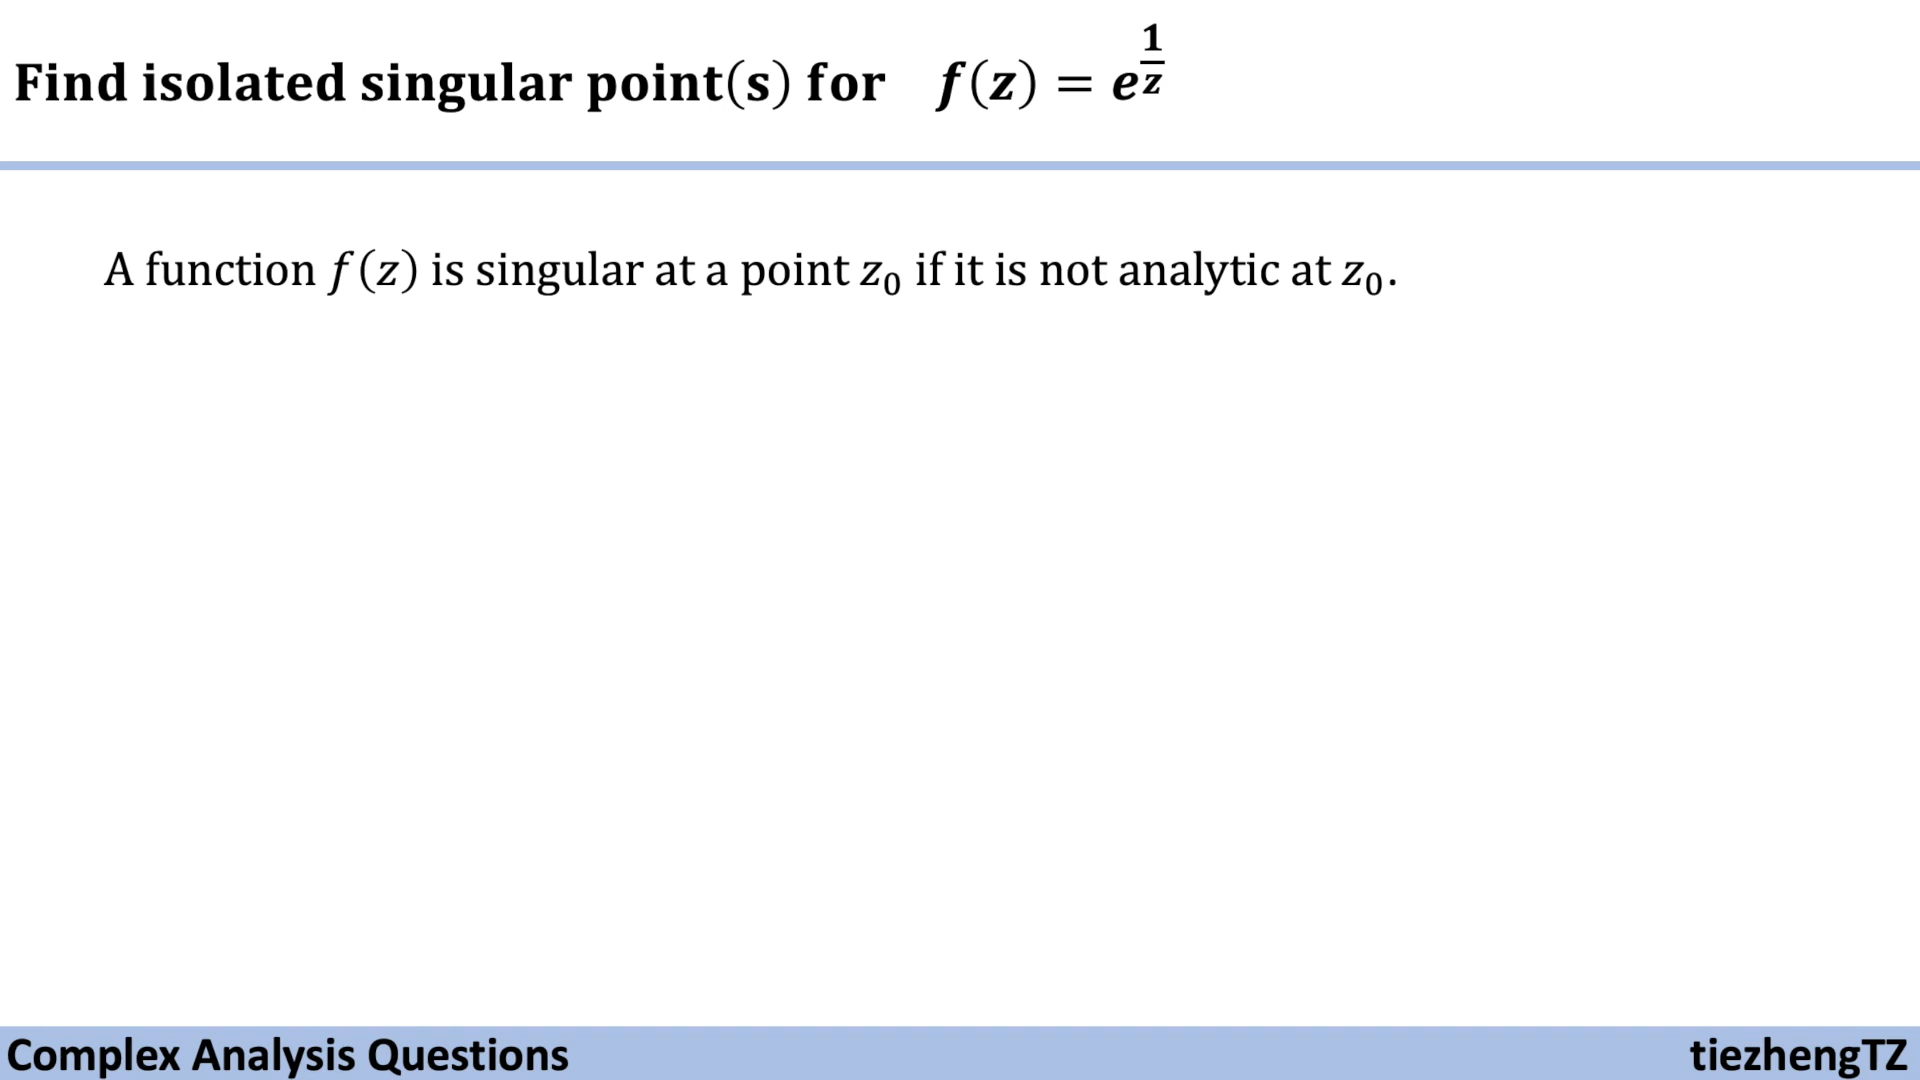 Find isolated singular point(s) for f(z) = e^{\frac{1}{z}}
A function f(z) is singular at a point z₀ if it is not analytic at z₀.
Complex Analysis Questions
tiezhengTZ